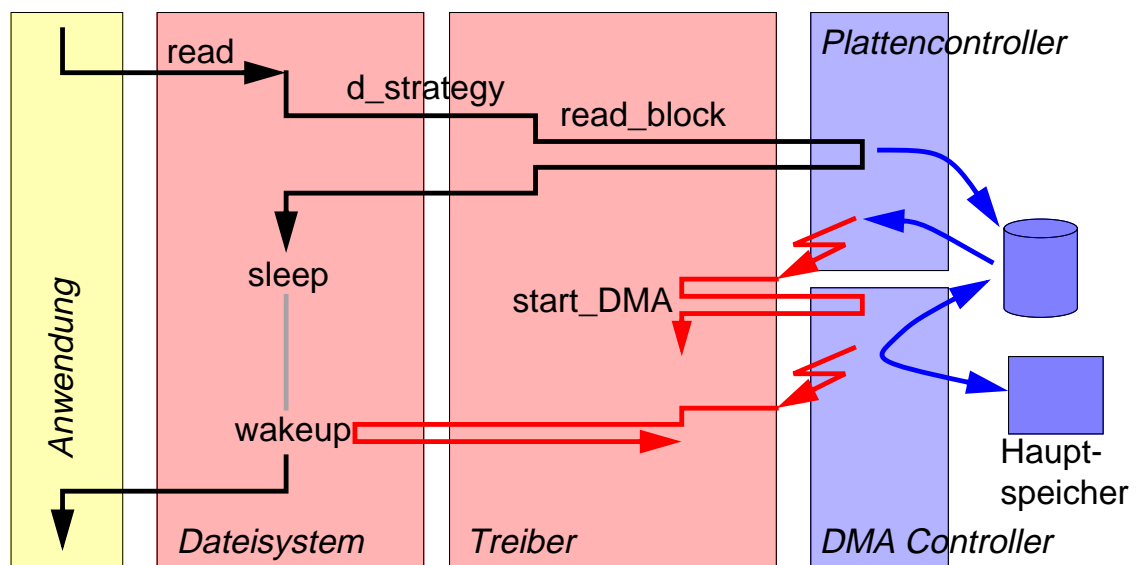 Plattencontroller
read
d_strategy
read_block
sleep
start_DMA
Anwendung
wakeup
Haupt-
speicher
Dateisystem
Treiber
DMA Controller